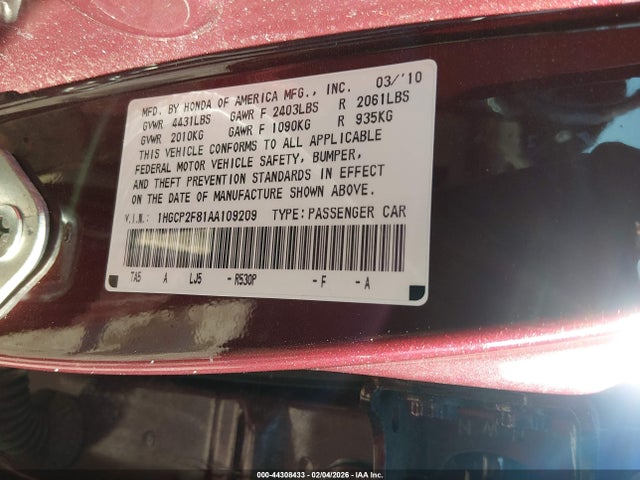 MFD. BY HONDA OF AMERICA MFG., INC. 03/'10
GVWR 4431LBS GAWR F 2403LBS R 2061LBS
GVWR 2010KG GAWR F 1090KG R 935KG
THIS VEHICLE CONFORMS TO ALL APPLICABLE
FEDERAL MOTOR VEHICLE SAFETY, BUMPER,
AND THEFT PREVENTION STANDARDS IN EFFECT
ON THE DATE OF MANUFACTURE SHOWN ABOVE.
V.I.N.: 1HGCP2F81AA109209 TYPE: PASSENGER CAR
TA5 A LJ5 - R530P - F - A
000-44308433 - 02/04/2026 - IAA Inc.